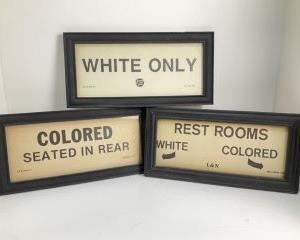 WHITE ONLY
COLORED
SEATED IN REAR
REST ROOMS
WHITE
COLORED
L&N